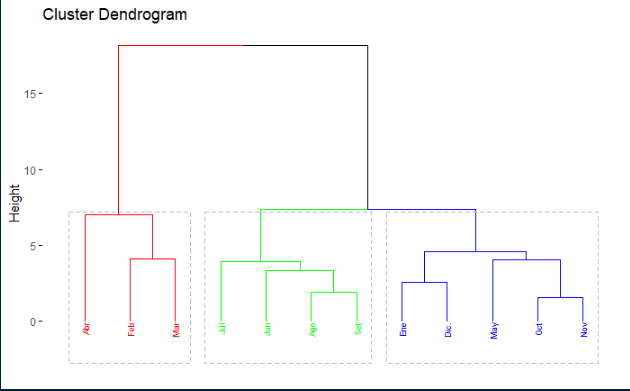 Cluster Dendrogram
Height
15
10
5
0
Abr
Feb
Mar
Jul
Jun
Ago
Set
Ene
Dic.
May
Oct
Nov